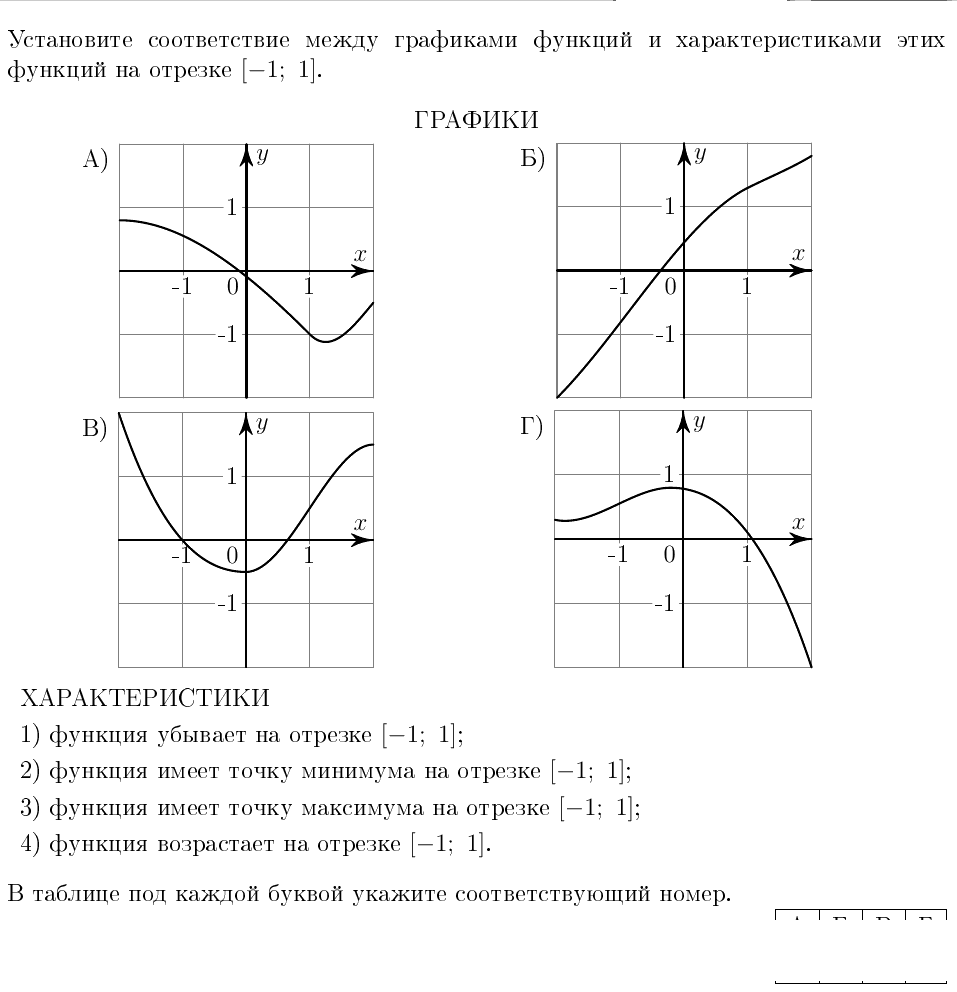 Установите соответствие между графиками функций и характеристиками этих
функций на отрезке [−1; 1].
ГРАФИКИ
А)
y
x
1
-1
0
1
-1
Б)
y
x
1
-1
0
1
-1
В)
y
x
1
-1
0
1
-1
Г)
y
x
1
-1
0
1
-1
ХАРАКТЕРИСТИКИ
1) функция убывает на отрезке [−1; 1];
2) функция имеет точку минимума на отрезке [−1; 1];
3) функция имеет точку максимума на отрезке [−1; 1];
4) функция возрастает на отрезке [−1; 1].
В таблице под каждой буквой укажите соответствующий номер.